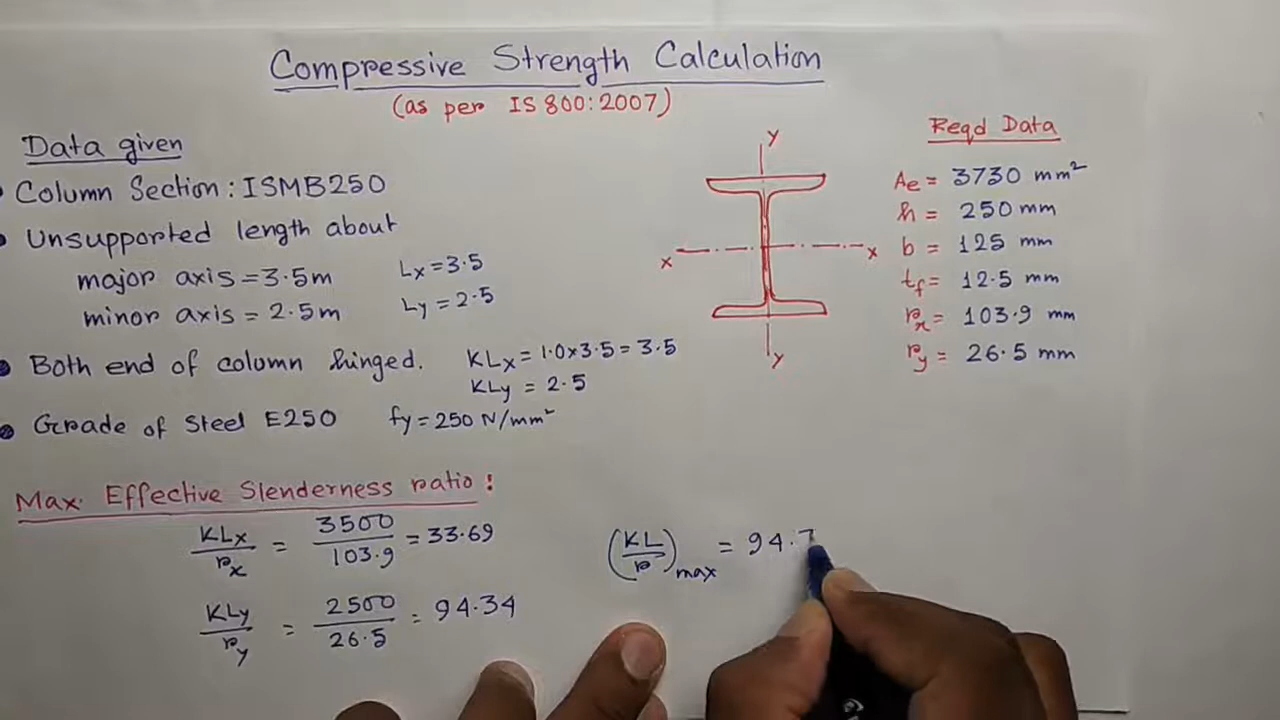 Compressive Strength Calculation
(as per IS 800:2007)
Data given
Column Section: ISMB250
Unsupported length about
major axis = 3.5m
minor axis = 2.5m
Lx = 3.5
Ly = 2.5
Both end of column hinged.
KLx = 1.0×3.5 = 3.5
KLy = 2.5
Grade of Steel E250
fy = 250 N/mm²
y
x
x
y
Reqd Data
Ae = 3730 mm²
h = 250 mm
b = 125 mm
tf = 12.5 mm
rx = 103.9 mm
ry = 26.5 mm
Max. Effective Slenderness ratio:
KLx/rx = 3500/103.9 = 33.69
KLy/ry = 2500/26.5 = 94.34
(KL/r)max = 94.